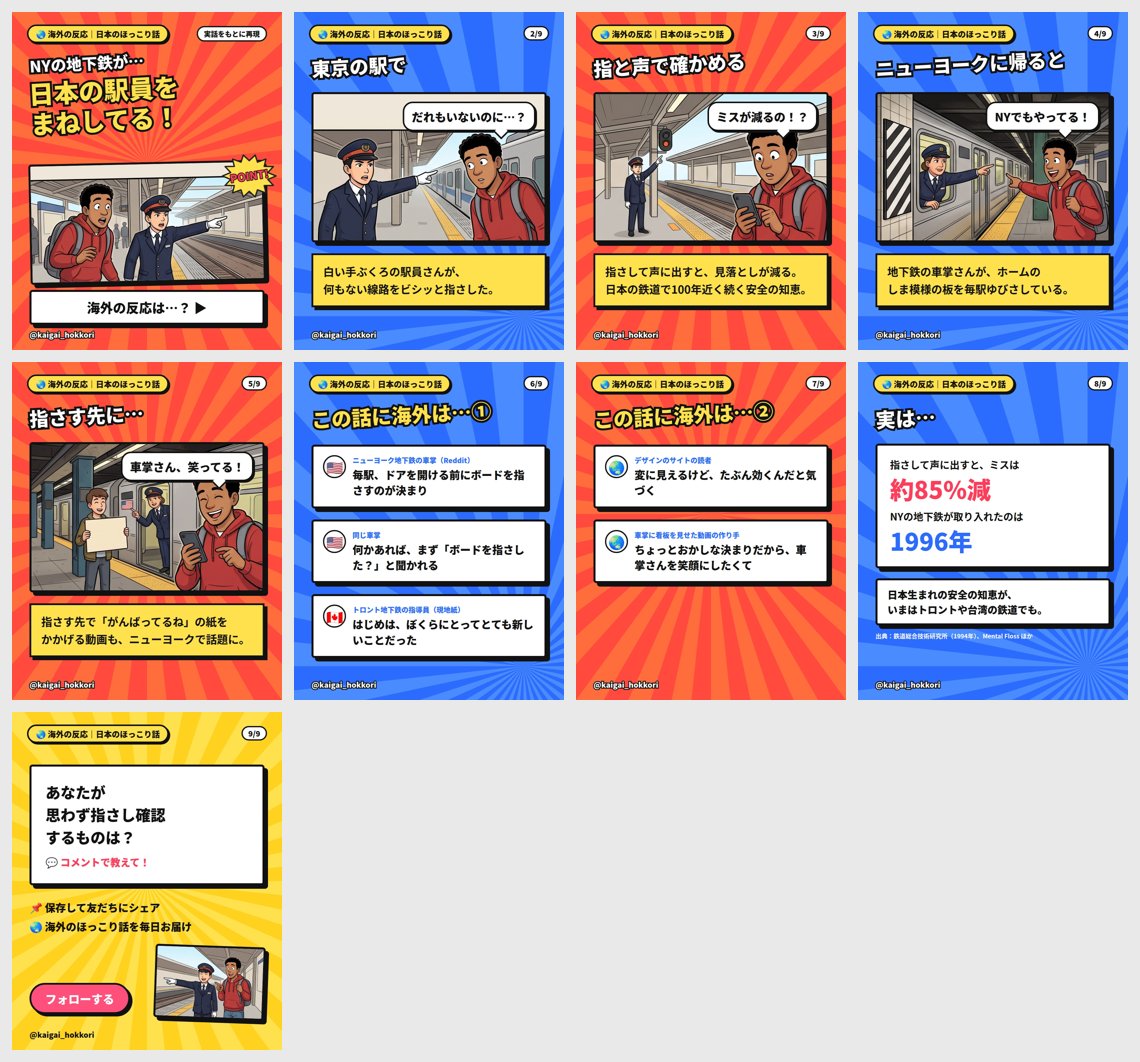 🌏 海外の反応｜日本のほっこり話
実話をもとに再現
NYの地下鉄が…
日本の駅員を
まねしてる！
POINT!
海外の反応は…？ ▶
@kaigai_hokkori
🌏 海外の反応｜日本のほっこり話
2/9
東京の駅で
だれもいないのに…？
白い手ぶくろの駅員さんが、
何もない線路をビシッと指さした。
@kaigai_hokkori
🌏 海外の反応｜日本のほっこり話
3/9
指と声で確かめる
ミスが減るの！？
指さして声に出すと、見落としが減る。
日本の鉄道で100年近く続く安全の知恵。
@kaigai_hokkori
🌏 海外の反応｜日本のほっこり話
4/9
ニューヨークに帰ると
NYでもやってる！
地下鉄の車掌さんが、ホームの
しま模様の板を毎駅ゆびさしている。
@kaigai_hokkori
🌏 海外の反応｜日本のほっこり話
5/9
指さす先に…
車掌さん、笑ってる！
指さす先で「がんばってるね」の紙を
かかげる動画も、ニューヨークで話題に。
@kaigai_hokkori
🌏 海外の反応｜日本のほっこり話
6/9
この話に海外は…①
ニューヨーク地下鉄の車掌（Reddit）
毎駅、ドアを開ける前にボードを指
さすのが決まり
同じ車掌
何かあれば、まず「ボードを指さし
た？」と聞かれる
トロント地下鉄の指導員（現地紙）
はじめは、ぼくらにとってとても新し
いことだった
@kaigai_hokkori
🌏 海外の反応｜日本のほっこり話
7/9
この話に海外は…②
デザインのサイトの読者
変に見えるけど、たぶん効くんだと気
づく
車掌に看板を見せた動画の作り手
ちょっとおかしな決まりだから、車
掌さんを笑顔にしたくて
@kaigai_hokkori
🌏 海外の反応｜日本のほっこり話
8/9
実は…
指さして声に出すと、ミスは
約85%減
NYの地下鉄が取り入れたのは
1996年
日本生まれの安全の知恵が、
いまはトロントや台湾の鉄道でも。
出典：鉄道総合技術研究所（1994年）、Mental Floss ほか
@kaigai_hokkori
🌏 海外の反応｜日本のほっこり話
9/9
あなたが
思わず指さし確認
するものは？
💬 コメントで教えて！
📌 保存して友だちにシェア
🌏 海外のほっこり話を毎日お届け
フォローする
@kaigai_hokkori